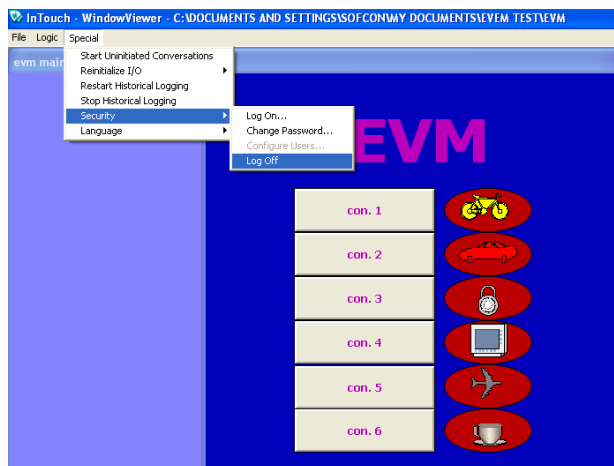 InTouch - WindowViewer - C:\DOCUMENTS AND SETTINGS\SOFCON\MY DOCUMENTS\EVEM TEST\EVM
File Logic Special
evm main
Start Uninitiated Conversations
Reinitialize I/O
Restart Historical Logging
Stop Historical Logging
Security
Language
Log On...
Change Password...
Configure Users...
Log Off
EVM
con. 1
con. 2
con. 3
con. 4
con. 5
con. 6